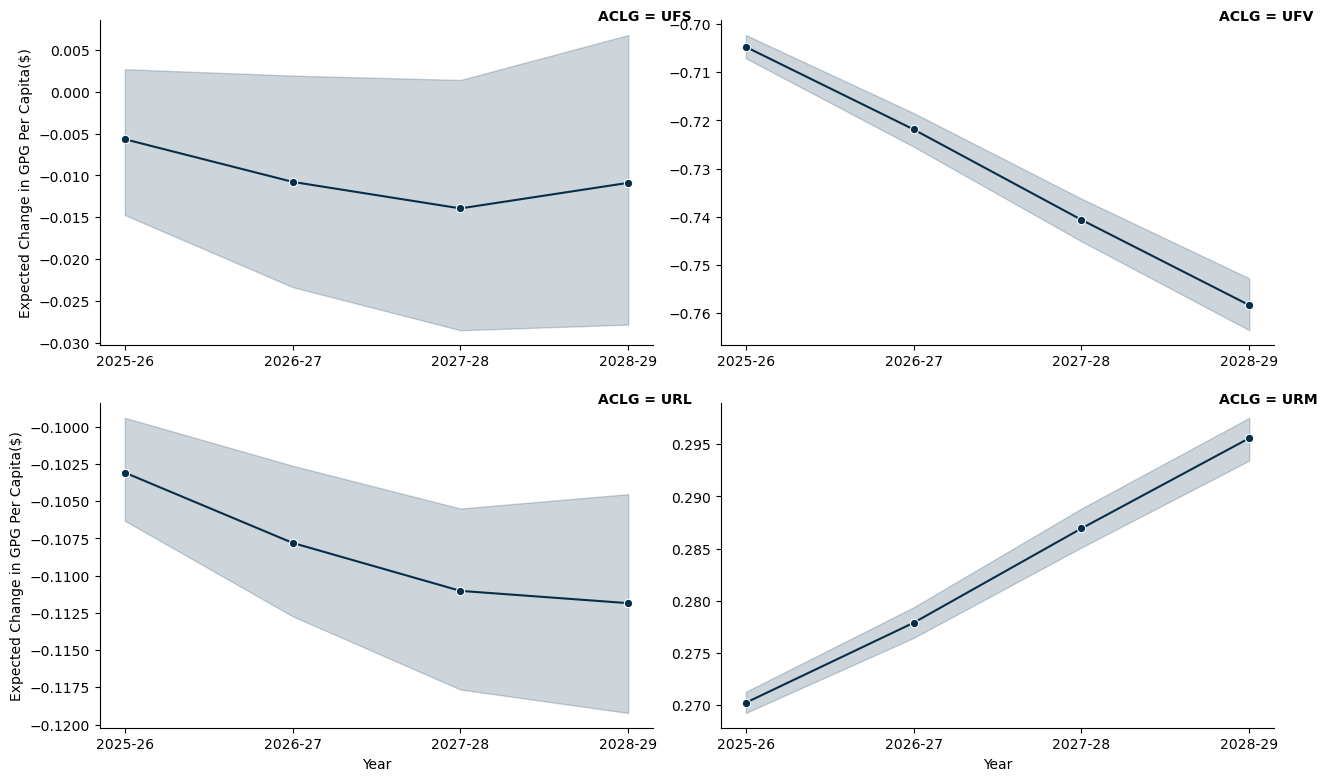 ACLG = UFS
Expected Change in GPG Per Capita($)
0.005
0.000
−0.005
−0.010
−0.015
−0.020
−0.025
−0.030
2025-26 2026-27 2027-28 2028-29
ACLG = UFV
−0.70
−0.71
−0.72
−0.73
−0.74
−0.75
−0.76
2025-26 2026-27 2027-28 2028-29
ACLG = URL
Expected Change in GPG Per Capita($)
−0.1000
−0.1025
−0.1050
−0.1075
−0.1100
−0.1125
−0.1150
−0.1175
−0.1200
2025-26 2026-27 2027-28 2028-29
Year
ACLG = URM
0.295
0.290
0.285
0.280
0.275
0.270
2025-26 2026-27 2027-28 2028-29
Year